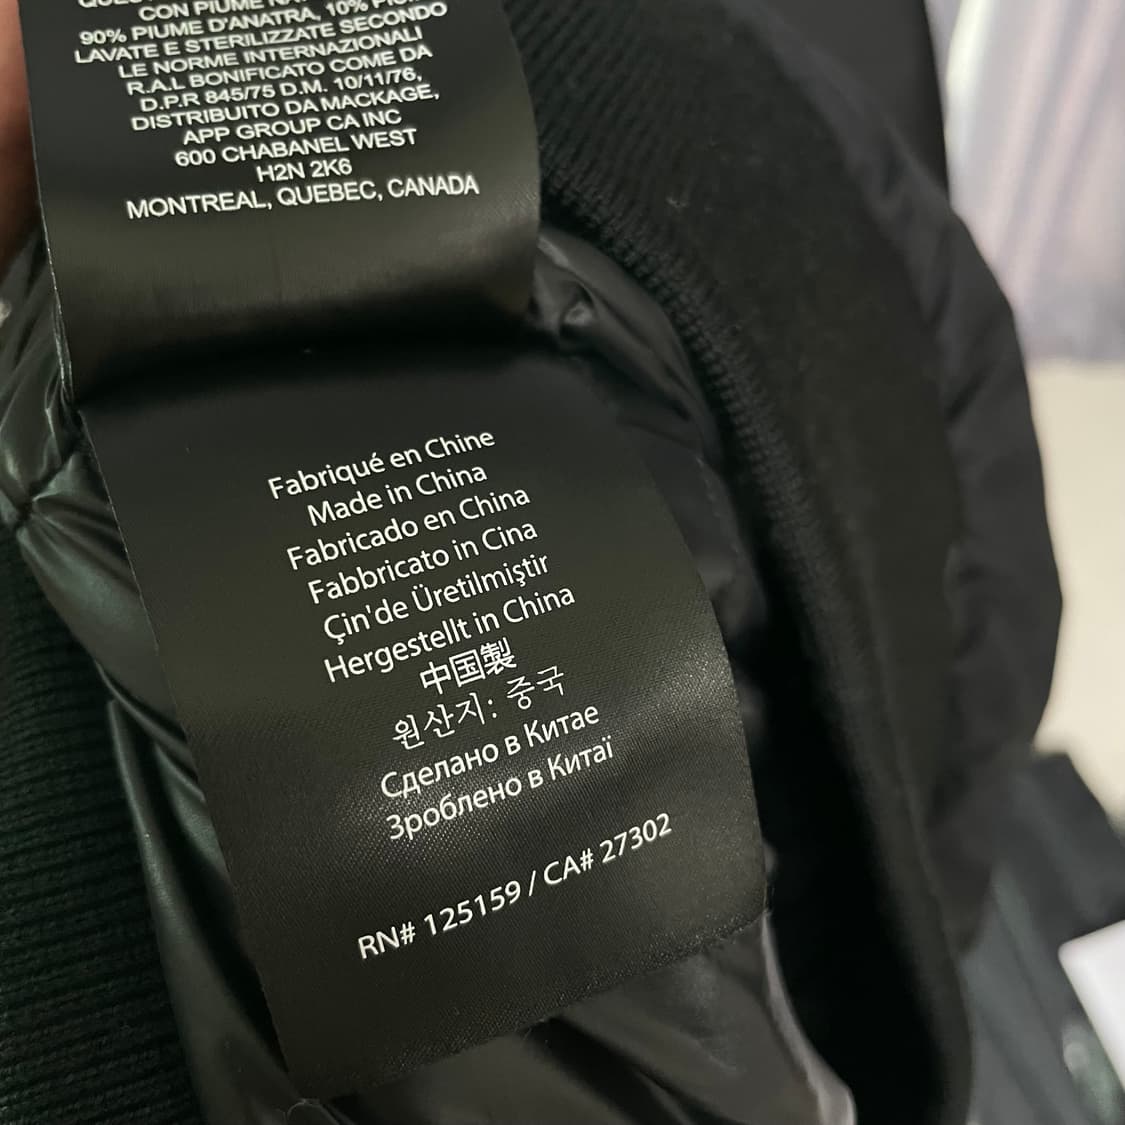 CON PIUME
90% PIUME D'ANATRA, 10%
LAVATE E STERILIZZATE SECONDO
LE NORME INTERNAZIONALI
R.A.L BONIFICATO COME DA
D.P.R 845/75 D.M. 10/11/76,
DISTRIBUITO DA MACKAGE,
APP GROUP CA INC
600 CHABANEL WEST
H2N 2K6
MONTREAL, QUEBEC, CANADA
Fabriqué en Chine
Made in China
Fabricado en China
Fabbricato in Cina
Çin'de Üretilmiştir
Hergestellt in China
中国製
원산지: 중국
Сделано в Китае
Зроблено в Китаї
RN# 125159 / CA# 27302